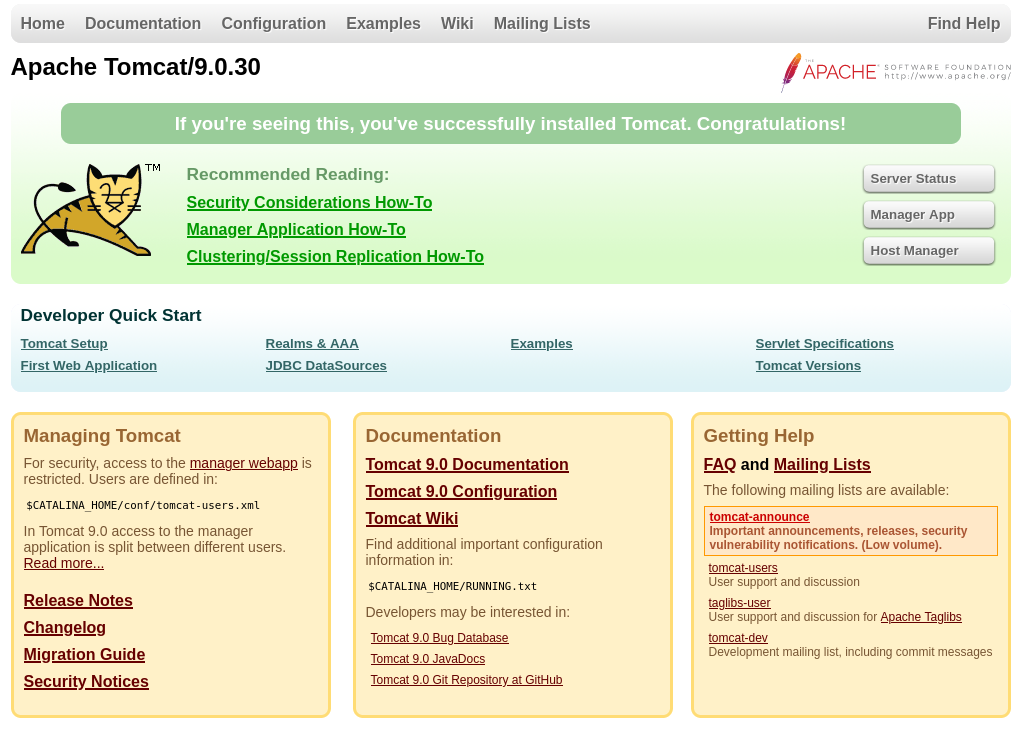 Home Documentation Configuration Examples Wiki Mailing Lists Find Help
Apache Tomcat/9.0.30
THE
APACHE SOFTWARE FOUNDATION
http://www.apache.org/
If you're seeing this, you've successfully installed Tomcat. Congratulations!
TM
Recommended Reading:
Security Considerations How-To
Manager Application How-To
Clustering/Session Replication How-To
Server Status
Manager App
Host Manager
Developer Quick Start
Tomcat Setup
First Web Application
Realms & AAA
JDBC DataSources
Examples
Servlet Specifications
Tomcat Versions
Managing Tomcat
For security, access to the manager webapp is
restricted. Users are defined in:
$CATALINA_HOME/conf/tomcat-users.xml
In Tomcat 9.0 access to the manager
application is split between different users.
Read more...
Release Notes
Changelog
Migration Guide
Security Notices
Documentation
Tomcat 9.0 Documentation
Tomcat 9.0 Configuration
Tomcat Wiki
Find additional important configuration
information in:
$CATALINA_HOME/RUNNING.txt
Developers may be interested in:
Tomcat 9.0 Bug Database
Tomcat 9.0 JavaDocs
Tomcat 9.0 Git Repository at GitHub
Getting Help
FAQ and Mailing Lists
The following mailing lists are available:
tomcat-announce
Important announcements, releases, security
vulnerability notifications. (Low volume).
tomcat-users
User support and discussion
taglibs-user
User support and discussion for Apache Taglibs
tomcat-dev
Development mailing list, including commit messages